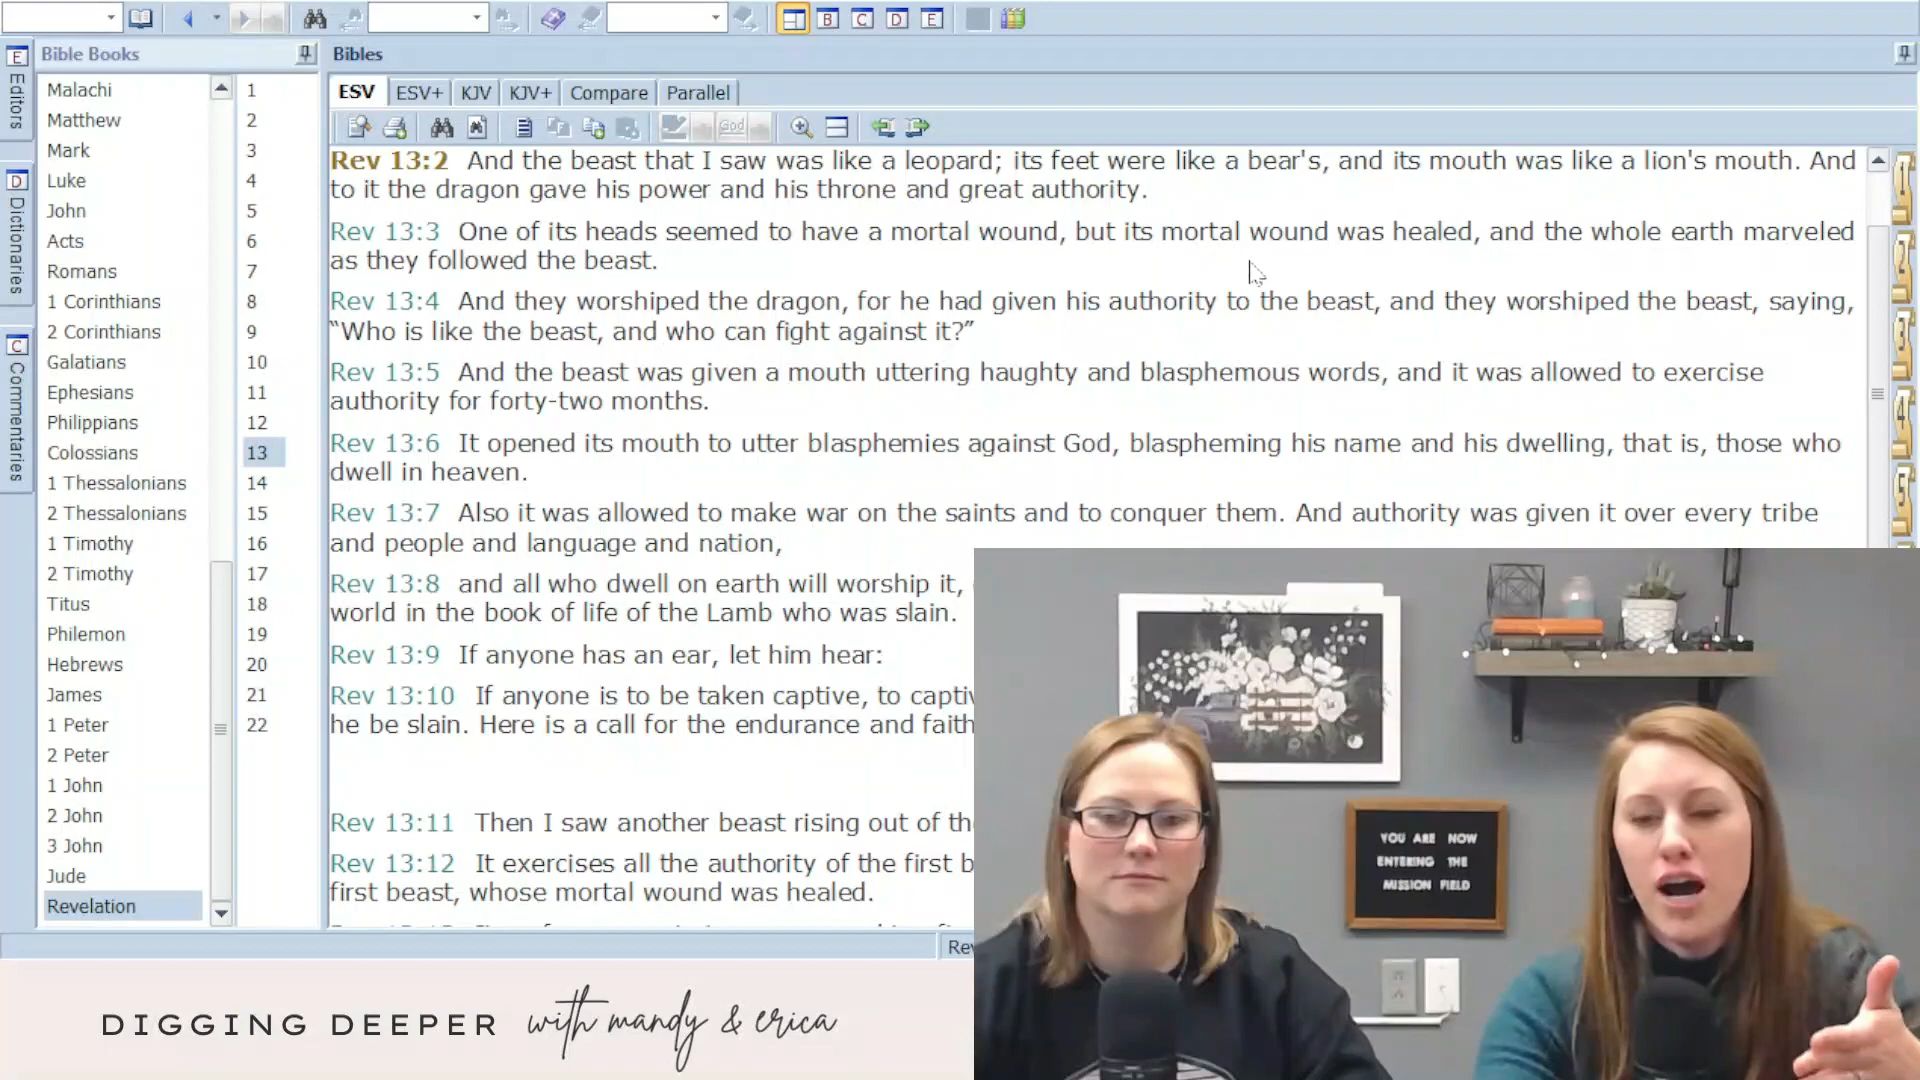 B C D E
Bible Books
Bibles
E Editors
D Dictionaries
C Commentaries
Malachi
Matthew
Mark
Luke
John
Acts
Romans
1 Corinthians
2 Corinthians
Galatians
Ephesians
Philippians
Colossians
1 Thessalonians
2 Thessalonians
1 Timothy
2 Timothy
Titus
Philemon
Hebrews
James
1 Peter
2 Peter
1 John
2 John
3 John
Jude
Revelation
1
2
3
4
5
6
7
8
9
10
11
12
13
14
15
16
17
18
19
20
21
22
ESV ESV+ KJV KJV+ Compare Parallel
God
Rev 13:2 And the beast that I saw was like a leopard; its feet were like a bear's, and its mouth was like a lion's mouth. And
to it the dragon gave his power and his throne and great authority.
Rev 13:3 One of its heads seemed to have a mortal wound, but its mortal wound was healed, and the whole earth marveled
as they followed the beast.
Rev 13:4 And they worshiped the dragon, for he had given his authority to the beast, and they worshiped the beast, saying,
“Who is like the beast, and who can fight against it?”
Rev 13:5 And the beast was given a mouth uttering haughty and blasphemous words, and it was allowed to exercise
authority for forty-two months.
Rev 13:6 It opened its mouth to utter blasphemies against God, blaspheming his name and his dwelling, that is, those who
dwell in heaven.
Rev 13:7 Also it was allowed to make war on the saints and to conquer them. And authority was given it over every tribe
and people and language and nation,
Rev 13:8 and all who dwell on earth will worship it,
world in the book of life of the Lamb who was slain.
Rev 13:9 If anyone has an ear, let him hear:
Rev 13:10 If anyone is to be taken captive, to captiv
he be slain. Here is a call for the endurance and faith
Rev 13:11 Then I saw another beast rising out of th
Rev 13:12 It exercises all the authority of the first b
first beast, whose mortal wound was healed.
1
2
3
4
5
Rev
YOU ARE NOW
ENTERING THE
MISSION FIELD
DIGGING DEEPER with mandy & erica